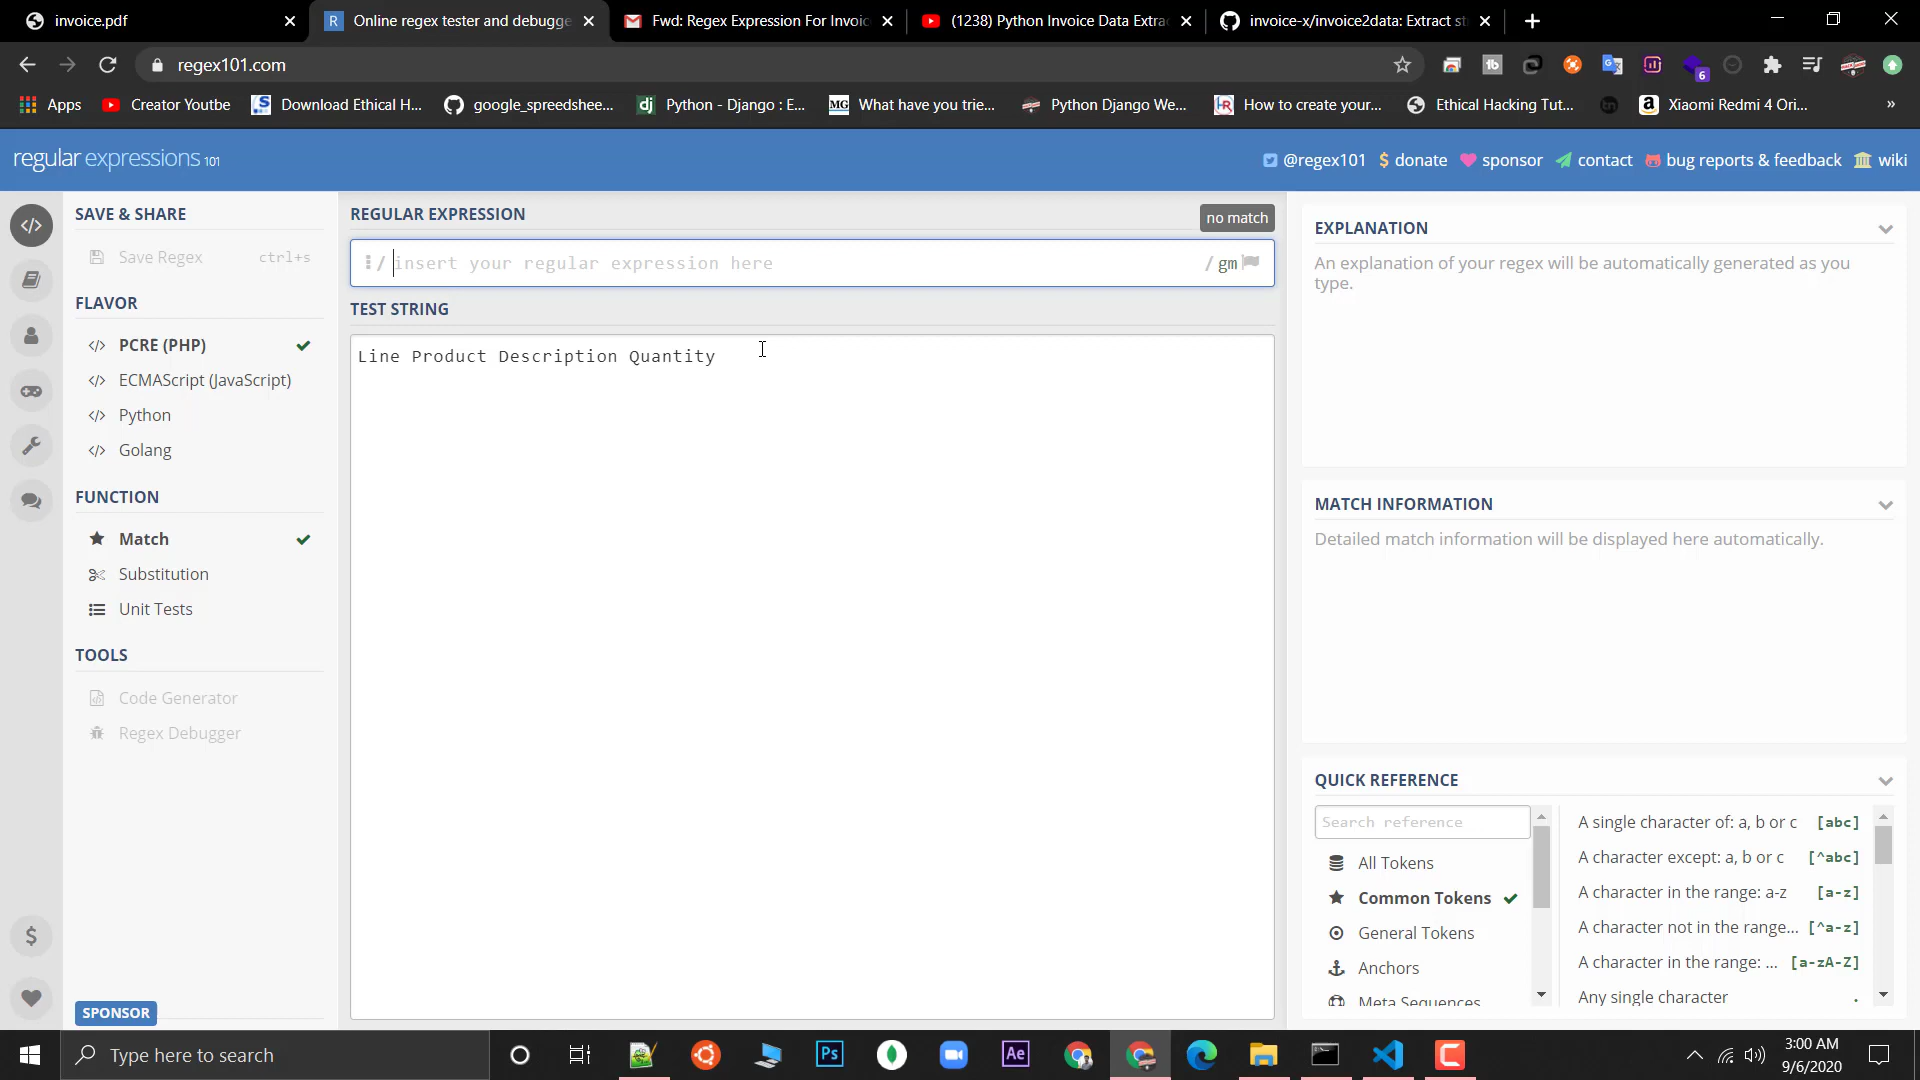 invoice.pdf
Online regex tester and debugge
Fwd: Regex Expression For Invoic
(1238) Python Invoice Data Extra
invoice-x/invoice2data: Extract st
regex101.com
6
Apps
Creator Youtbe
Download Ethical H...
google_spreedshee...
Python - Django : E...
What have you trie...
Python Django We...
How to create your...
Ethical Hacking Tut...
Xiaomi Redmi 4 Ori...
»
regular expressions 101
@regex101
$ donate
sponsor
contact
bug reports & feedback
wiki
SAVE & SHARE
Save Regex ctrl+s
FLAVOR
PCRE (PHP)
ECMAScript (JavaScript)
Python
Golang
FUNCTION
Match
Substitution
Unit Tests
TOOLS
Code Generator
Regex Debugger
SPONSOR
REGULAR EXPRESSION
no match
/ insert your regular expression here / gm
TEST STRING
Line Product Description Quantity
EXPLANATION
An explanation of your regex will be automatically generated as you
type.
MATCH INFORMATION
Detailed match information will be displayed here automatically.
QUICK REFERENCE
Search reference
All Tokens
Common Tokens
General Tokens
Anchors
Meta Sequences
A single character of: a, b or c [abc]
A character except: a, b or c [^abc]
A character in the range: a-z [a-z]
A character not in the range... [^a-z]
A character in the range: ... [a-zA-Z]
Any single character .
Type here to search
Ps
Ae
3:00 AM
9/6/2020